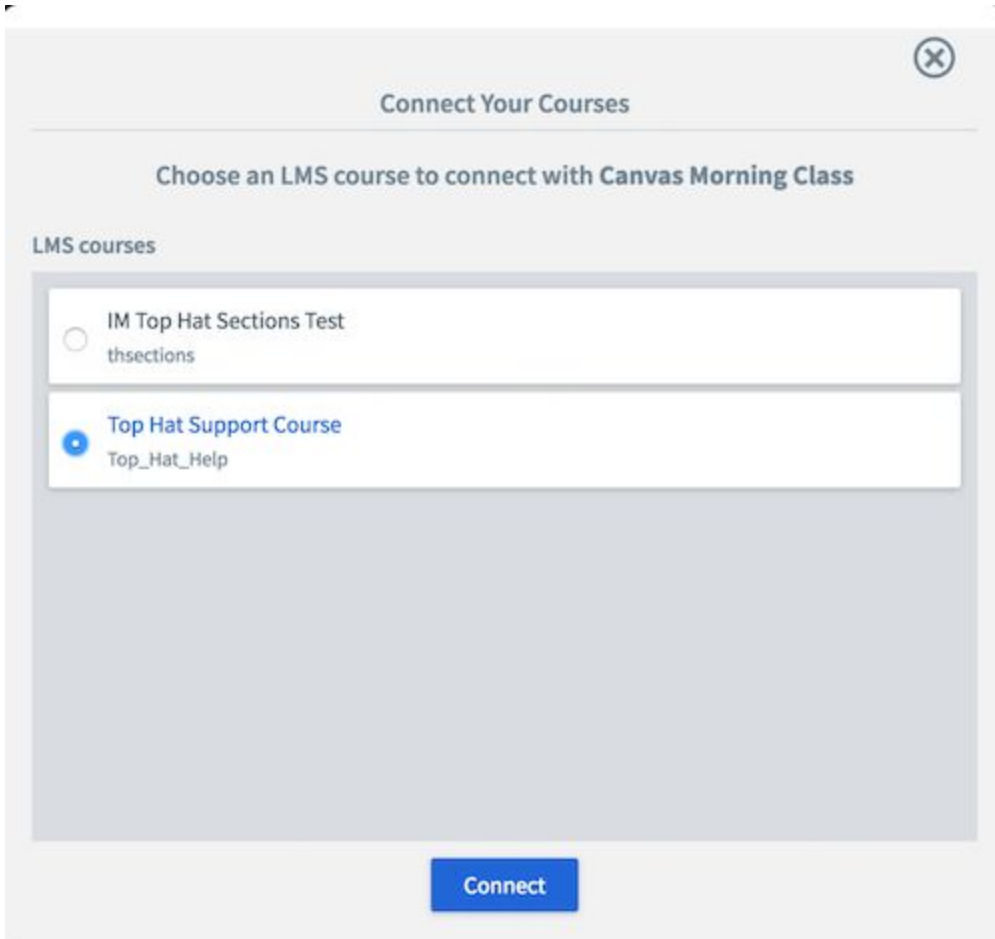 Connect Your Courses
Choose an LMS course to connect with Canvas Morning Class
LMS courses
IM Top Hat Sections Test
thsections
Top Hat Support Course
Top_Hat_Help
Connect